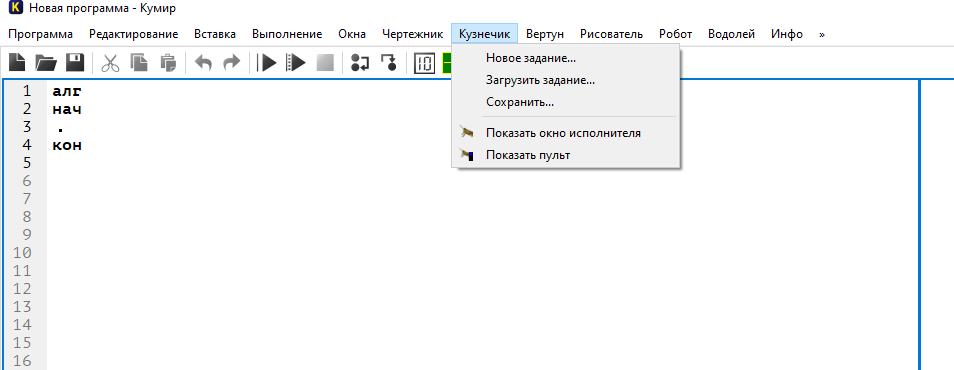 Новая программа - Кумир
Программа Редактирование Вставка Выполнение Окна Чертежник Кузнечик Вертун Рисователь Робот Водолей Инфо »
Новое задание...
Загрузить задание...
Сохранить...
Показать окно исполнителя
Показать пульт
1 алг
2 нач
3 .
4 кон
5
6
7
8
9
10
11
12
13
14
15
16